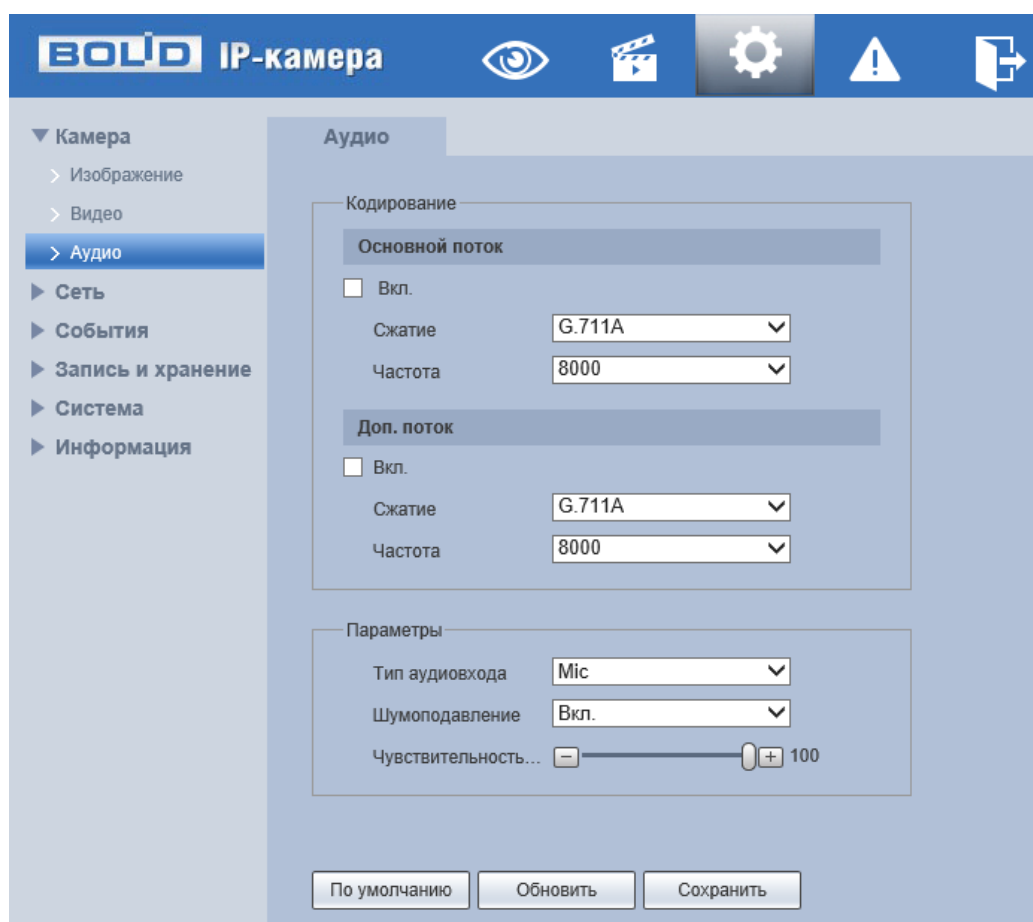 BOLID IP-камера
Камера
Изображение
Видео
Аудио
Сеть
События
Запись и хранение
Система
Информация
Аудио
Кодирование
Основной поток
Вкл.
Сжатие G.711A
Частота 8000
Доп. поток
Вкл.
Сжатие G.711A
Частота 8000
Параметры
Тип аудиовхода Mic
Шумоподавление Вкл.
Чувствительность... 100
По умолчанию Обновить Сохранить